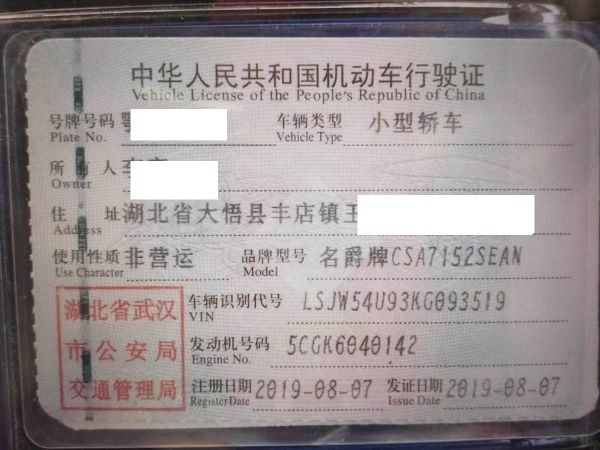 中华人民共和国机动车行驶证
Vehicle License of the People's Republic of China
号牌号码 鄂 车辆类型 小型轿车
Plate No. Vehicle Type
所有人
Owner
住址 湖北省大悟县丰店镇王
Address
使用性质 非营运 品牌型号 名爵牌CSA7152SEAN
Use Character Model
湖北省武汉
市公安局
交通管理局
车辆识别代号 LSJW54U93KG093519
VIN
发动机号码 5CGK6040142
Engine No.
注册日期 2019-08-07 发证日期 2019-08-07
Register Date Issue Date